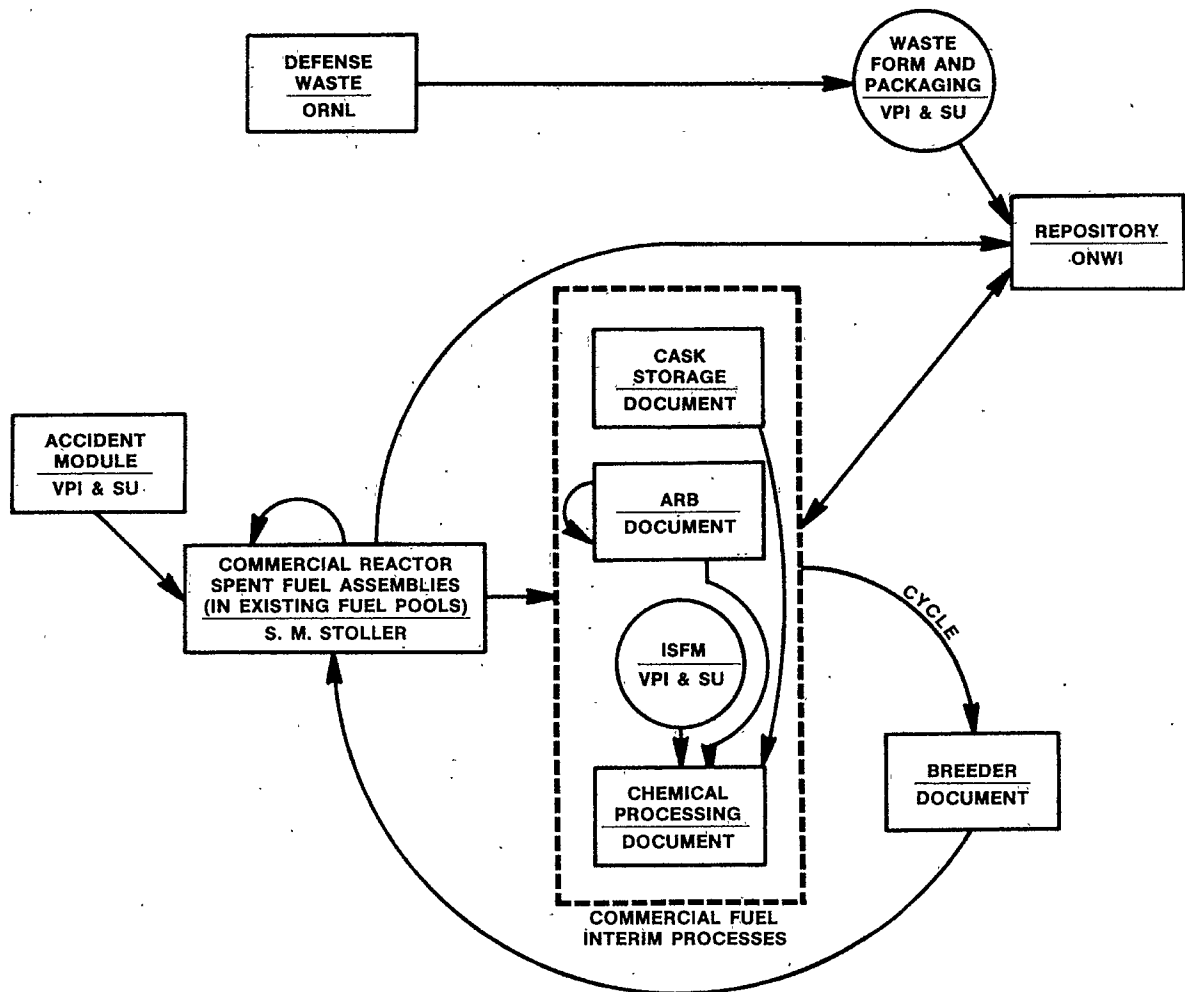 DEFENSE
WASTE
ORNL
WASTE
FORM AND
PACKAGING
VPI & SU
REPOSITORY
ONWI
CASK
STORAGE
DOCUMENT
ACCIDENT
MODULE
VPI & SU
ARB
DOCUMENT
COMMERCIAL REACTOR
SPENT FUEL ASSEMBLIES
(IN EXISTING FUEL POOLS)
S. M. STOLLER
CYCLE
ISFM
VPI & SU
BREEDER
DOCUMENT
CHEMICAL
PROCESSING
DOCUMENT
COMMERCIAL FUEL
INTERIM PROCESSES